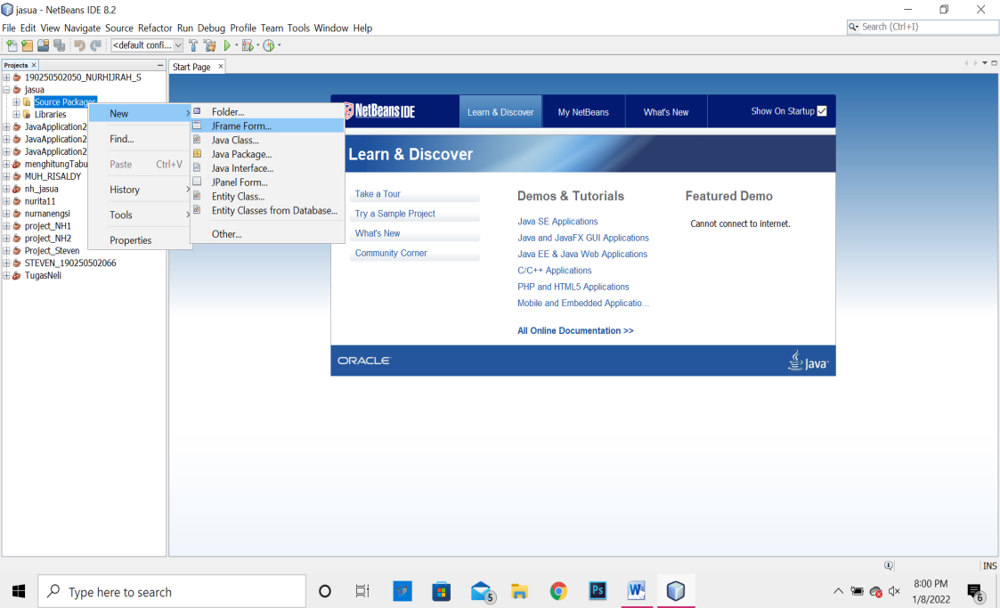 jasua - NetBeans IDE 8.2
File Edit View Navigate Source Refactor Run Debug Profile Team Tools Window Help
Search (Ctrl+I)
<default confi...
Projects
Start Page
190250502050_NURHIJRAH_S
jasua
Source Packages
Libraries
JavaApplication2
JavaApplication2
JavaApplication2
menghitungTabu
MUH_RISALDY
nh_jasua
nurita11
nurnanengsi
project_NH1
project_NH2
Project_Steven
STEVEN_190250502066
TugasNeli
New
Find...
Paste Ctrl+V
History
Tools
Properties
Folder...
JFrame Form...
Java Class...
Java Package...
Java Interface...
JPanel Form...
Entity Class...
Entity Classes from Database...
Other...
NetBeans IDE
Learn & Discover
My NetBeans
What's New
Show On Startup
Learn & Discover
Take a Tour
Try a Sample Project
What's New
Community Corner
Demos & Tutorials
Java SE Applications
Java and JavaFX GUI Applications
Java EE & Java Web Applications
C/C++ Applications
PHP and HTML5 Applications
Mobile and Embedded Applicatio...
All Online Documentation >>
Featured Demo
Cannot connect to internet.
ORACLE
Java
INS
Type here to search
5
Ps
W
8:00 PM
1/8/2022
6